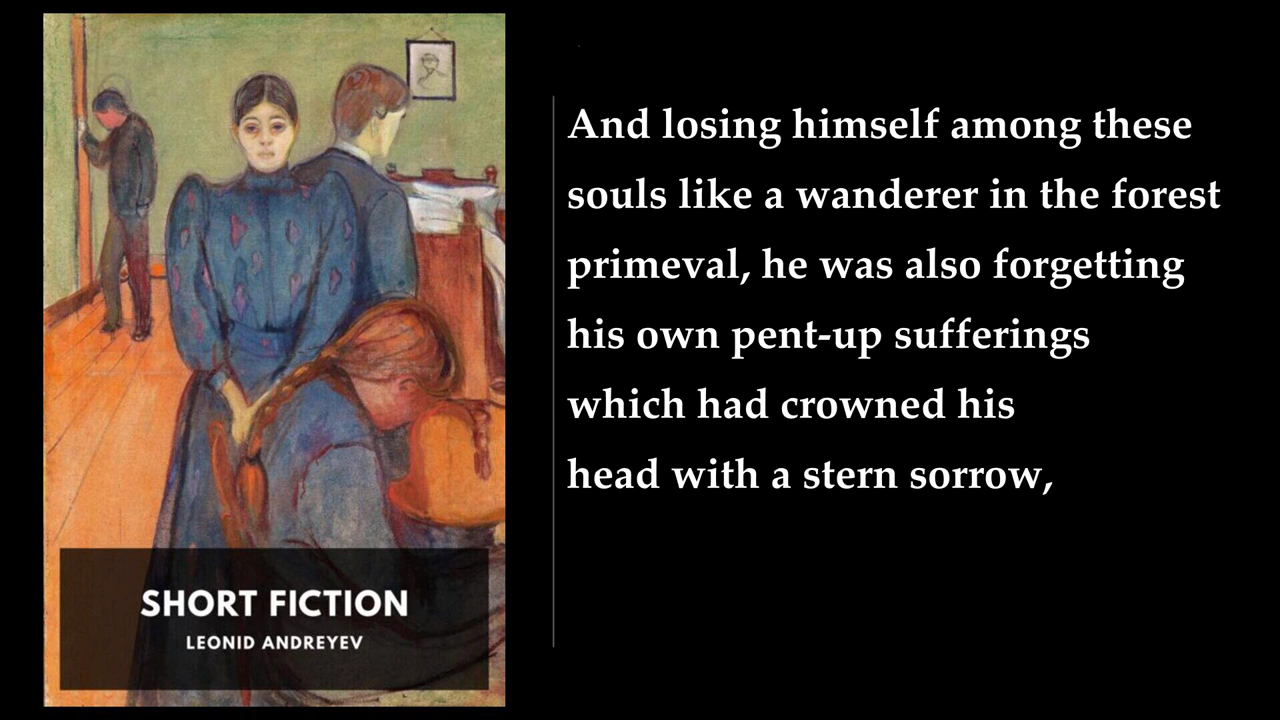 SHORT FICTION
LEONID ANDREYEV
And losing himself among these
souls like a wanderer in the forest
primeval, he was also forgetting
his own pent-up sufferings
which had crowned his
head with a stern sorrow,